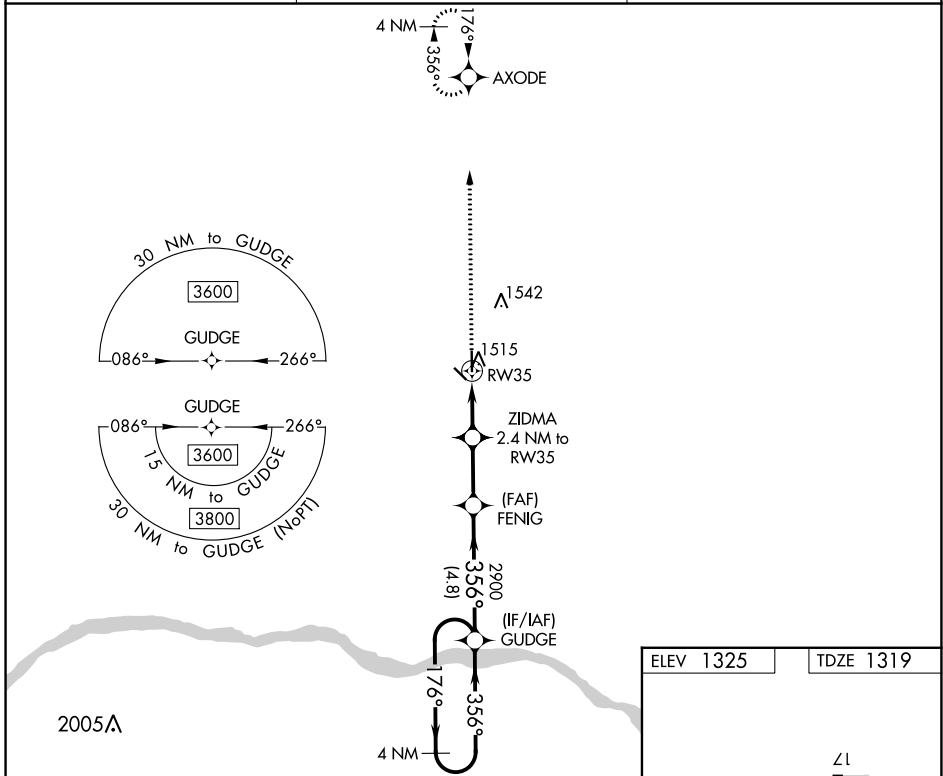 4 NM
176°
356°
AXODE
30 NM to GUDGE
3600
GUDGE
086°
266°
GUDGE
086°
266°
3600
15 NM to GUDGE
3800
30 NM to GUDGE (NoPT)
1542
1515
RW35
ZIDMA
2.4 NM to
RW35
(FAF)
FENIG
356°
2900
(4.8)
(IF/IAF)
GUDGE
176°
356°
4 NM
2005
ELEV 1325
TDZE 1319
17